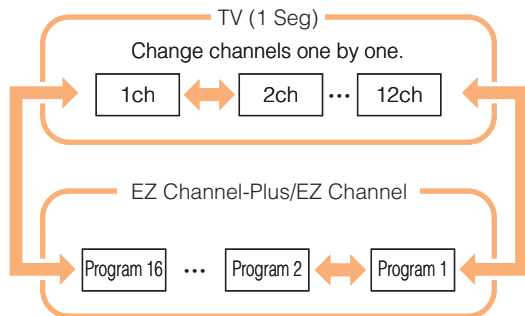 TV (1 Seg)
Change channels one by one.
1ch 2ch ••• 12ch
EZ Channel-Plus/EZ Channel
Program 16 ••• Program 2 Program 1